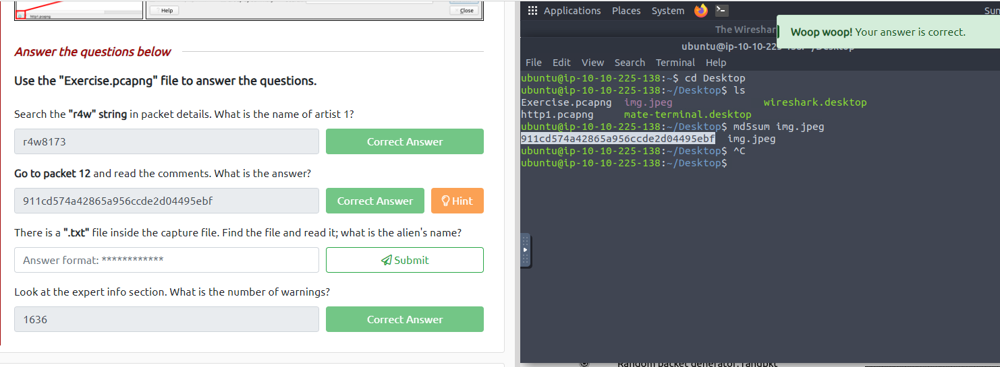 http1.pcapng
Help
Close
Answer the questions below
Use the "Exercise.pcapng" file to answer the questions.
Search the "r4w" string in packet details. What is the name of artist 1?
r4w8173
Correct Answer
Go to packet 12 and read the comments. What is the answer?
911cd574a42865a956ccde2d04495ebf
Correct Answer
Hint
There is a ".txt" file inside the capture file. Find the file and read it; what is the alien's name?
Answer format: ************
Submit
Look at the expert info section. What is the number of warnings?
1636
Correct Answer
Applications Places System
Sun
The Wireshar
Woop woop! Your answer is correct.
ubuntu@ip-10-10-225-138: ~/Desktop
File Edit View Search Terminal Help
ubuntu@ip-10-10-225-138:~$ cd Desktop
ubuntu@ip-10-10-225-138:~/Desktop$ ls
Exercise.pcapng img.jpeg wireshark.desktop
http1.pcapng mate-terminal.desktop
ubuntu@ip-10-10-225-138:~/Desktop$ md5sum img.jpeg
911cd574a42865a956ccde2d04495ebf img.jpeg
ubuntu@ip-10-10-225-138:~/Desktop$ ^C
ubuntu@ip-10-10-225-138:~/Desktop$
Random packet generator: randpkt